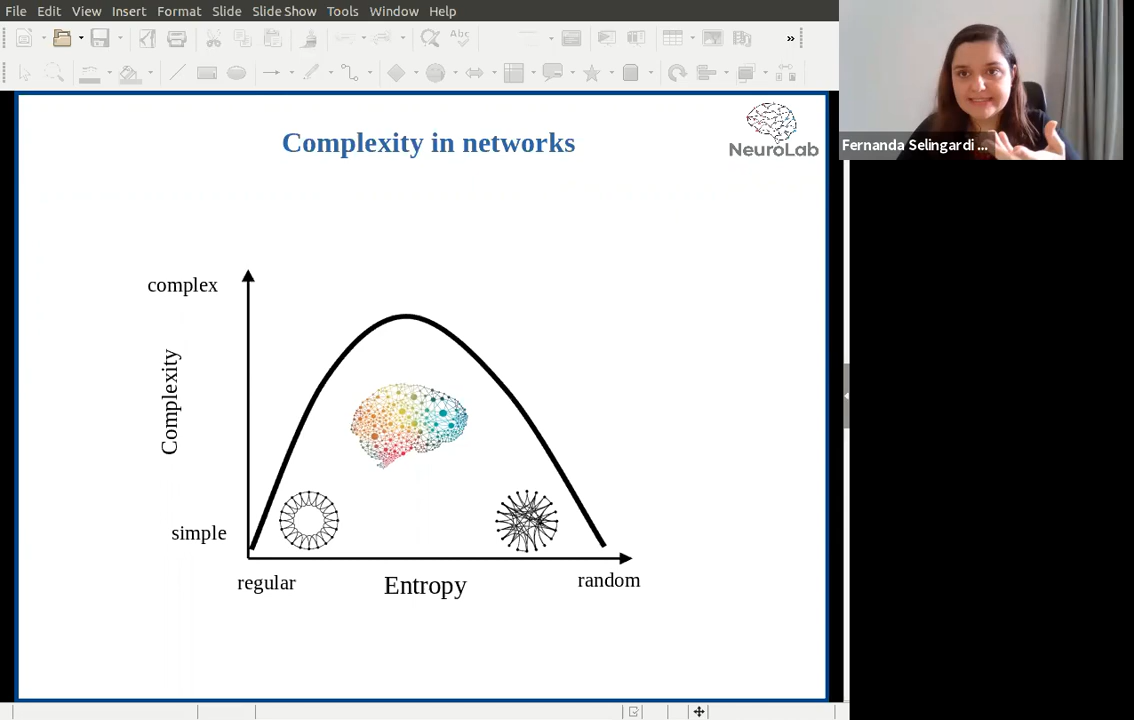 File Edit View Insert Format Slide Slide Show Tools Window Help
Abc
»
Complexity in networks
NEUROLAB
Fernanda Selingardi ...
complex
Complexity
simple
regular
Entropy
random